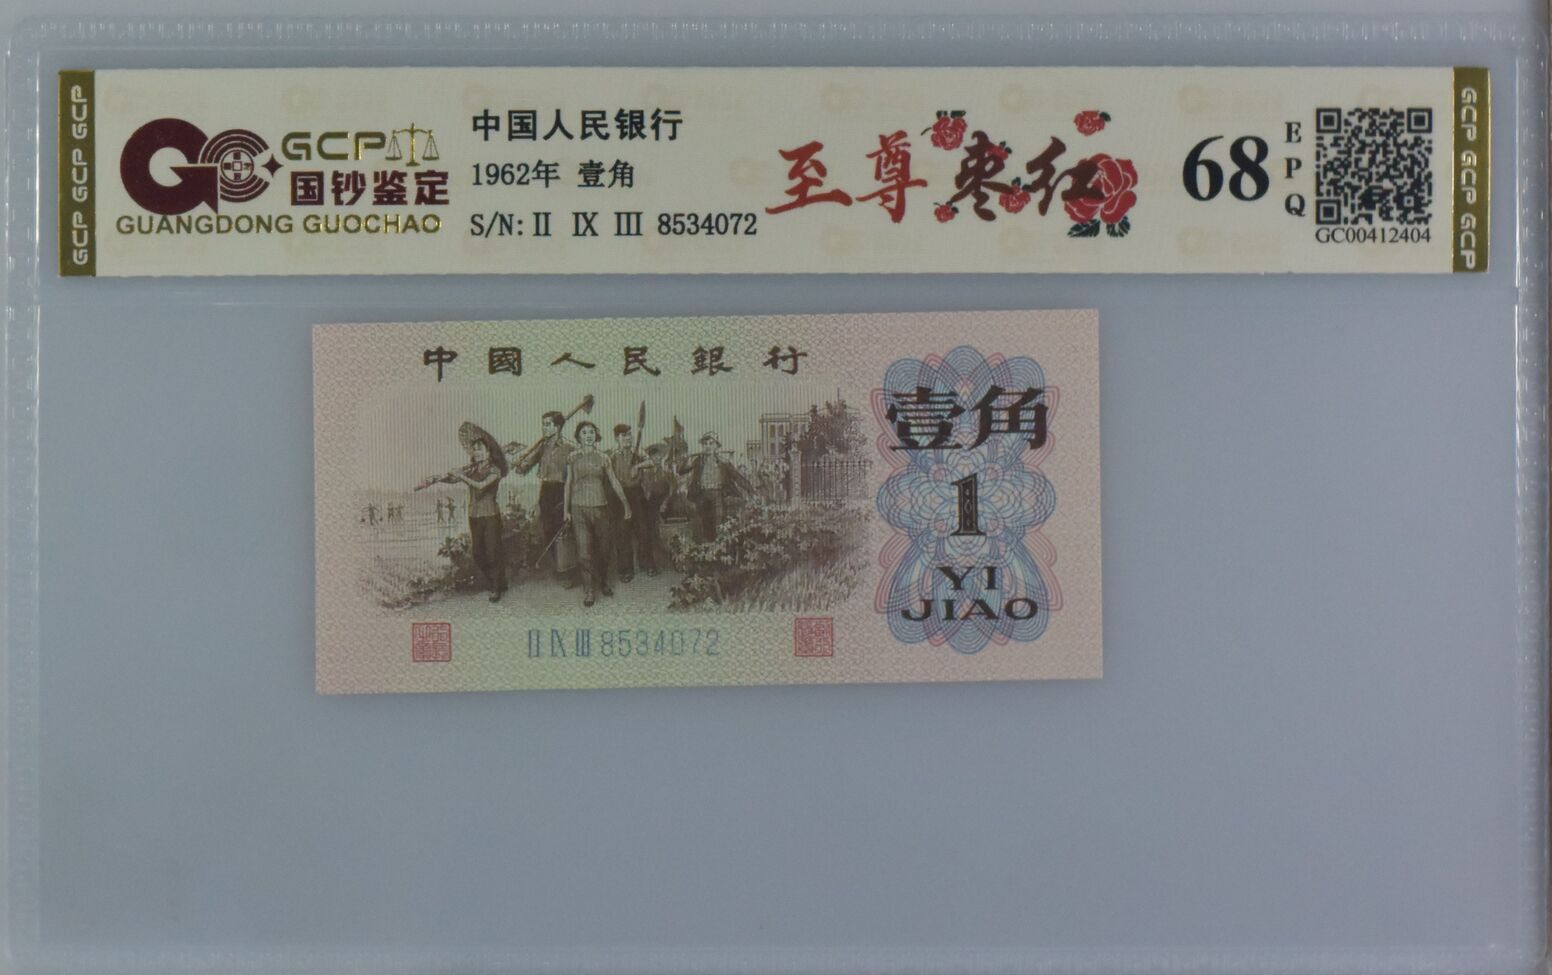 GCP GCP GCP
GCP
国钞鉴定
GUANGDONG GUOCHAO
中国人民银行
1962年 壹角
S/N: II IX III 8534072
至尊枣红
68
EPQ
GC00412404
GCP GCP GCP
中國人民銀行
壹角
1
YI
JIAO
II IX III 8534072